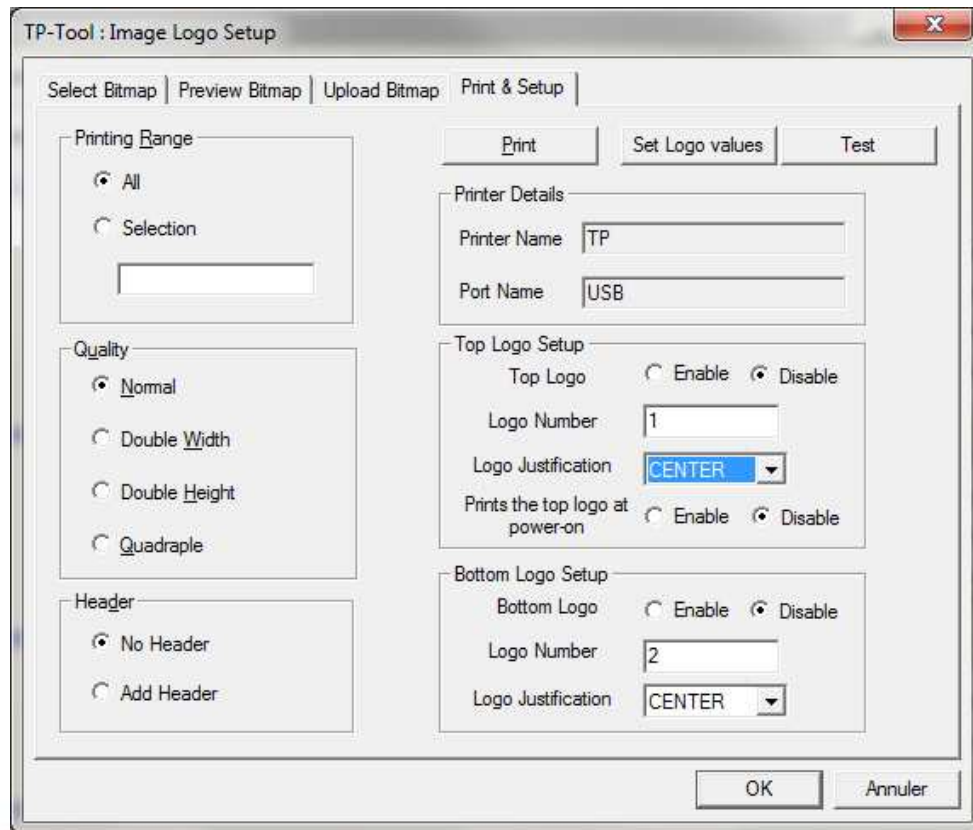 TP-Tool : Image Logo Setup
Select Bitmap
Preview Bitmap
Upload Bitmap
Print & Setup
Printing Range
All
Selection
Quality
Normal
Double Width
Double Height
Quadraple
Header
No Header
Add Header
Print
Set Logo values
Test
Printer Details
Printer Name TP
Port Name USB
Top Logo Setup
Top Logo Enable Disable
Logo Number 1
Logo Justification CENTER
Prints the top logo at
power-on Enable Disable
Bottom Logo Setup
Bottom Logo Enable Disable
Logo Number 2
Logo Justification CENTER
OK
Annuler